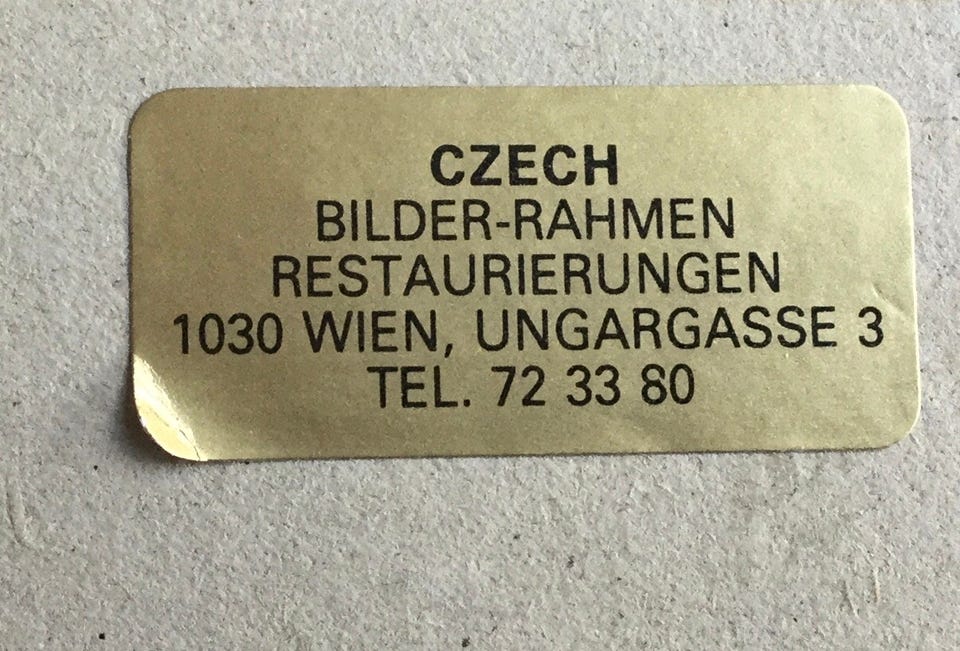 CZECH
BILDER-RAHMEN
RESTAURIERUNGEN
1030 WIEN, UNGARGASSE 3
TEL. 72 33 80